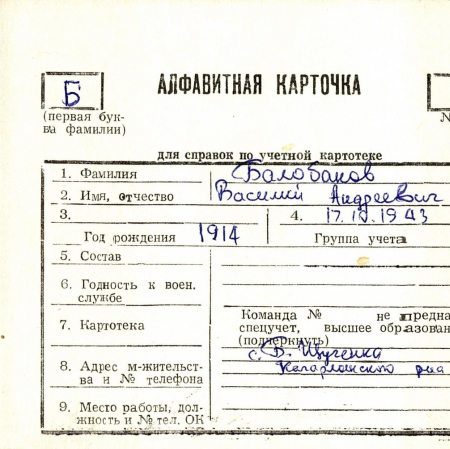 АЛФАВИТНАЯ КАРТОЧКА
Б
(первая бук-
ва фамилии)
№
для справок по учетной картотеке
1. Фамилия Балобанов
2. Имя, отчество Василий Андреевич
3. 4. 17.10.1943
Год рождения 1914 Группа учета
5. Состав
6. Годность к воен.
службе
Команда № не предна
7. Картотека спецучет, высшее образован
(подчеркнуть)
с. В. Щученка
8. Адрес м-жительст-
ва и № телефона
9. Место работы, дол-
жность и № тел. ОК